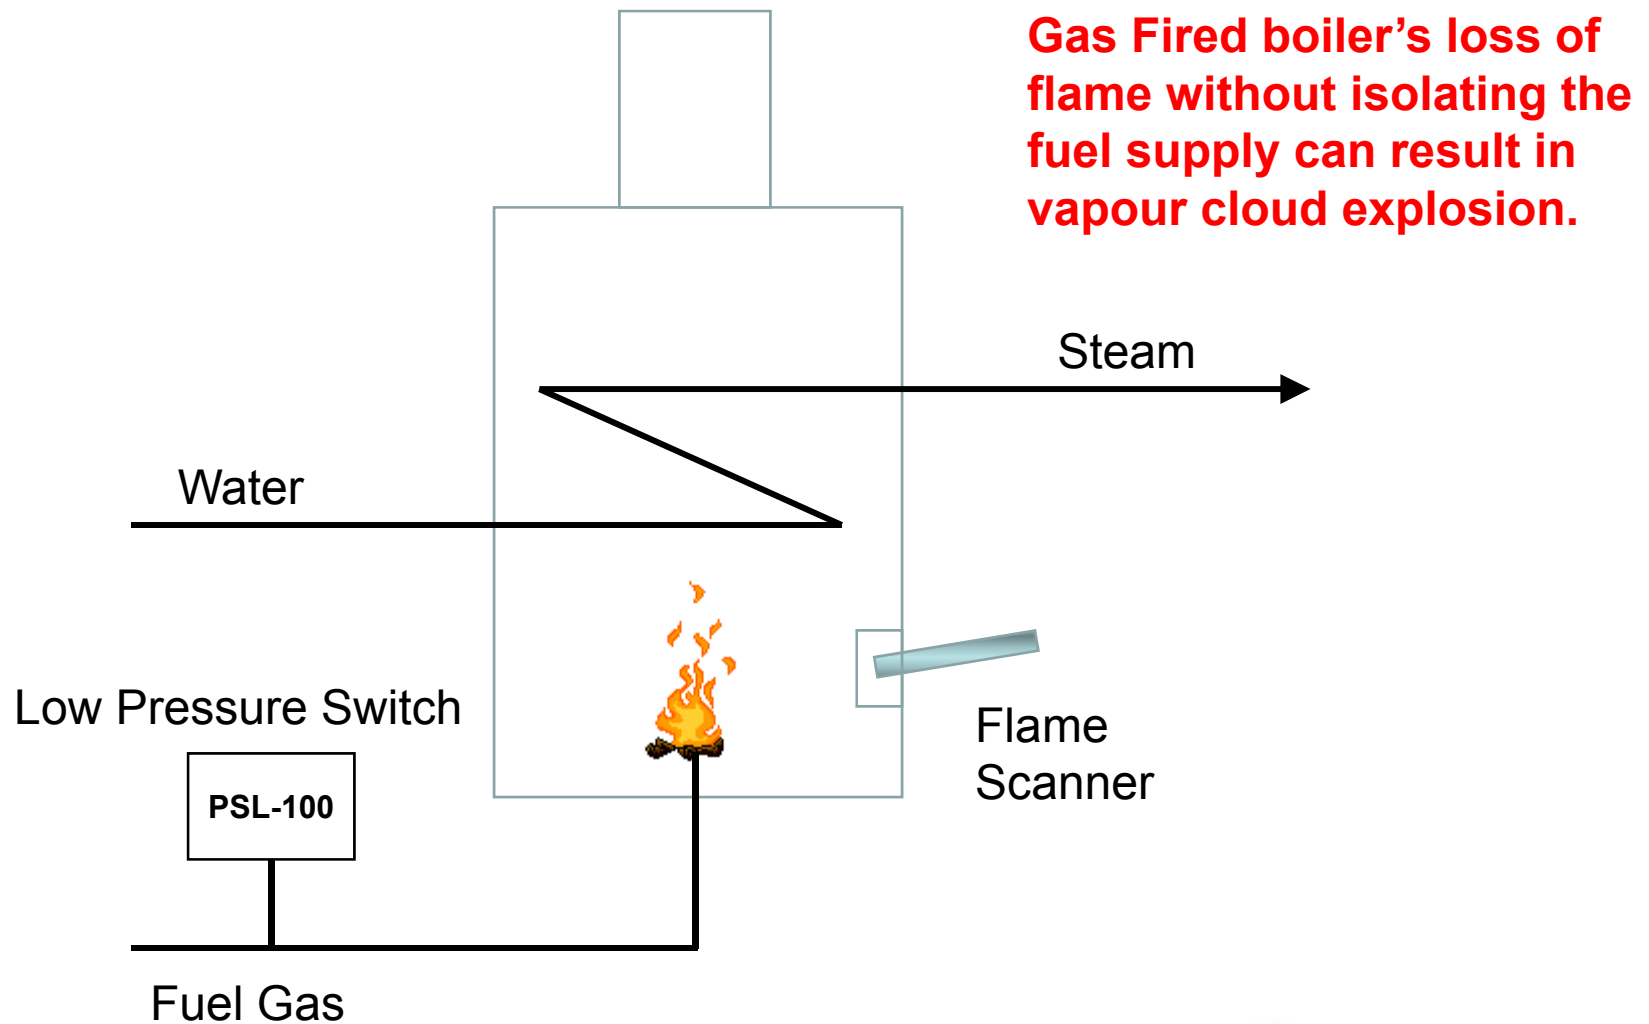 Gas Fired boiler’s loss of
flame without isolating the
fuel supply can result in
vapour cloud explosion.
Steam
Water
Low Pressure Switch
PSL-100
Flame
Scanner
Fuel Gas